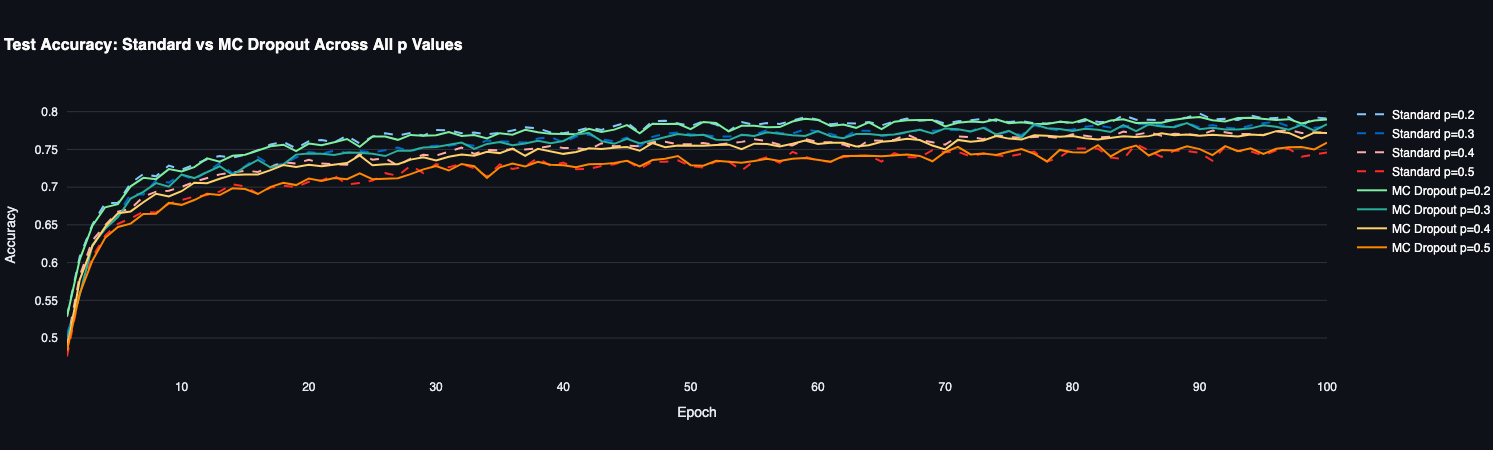 Test Accuracy: Standard vs MC Dropout Across All p Values
Accuracy
0.8
0.75
0.7
0.65
0.6
0.55
0.5
10 20 30 40 50 60 70 80 90 100
Epoch
Standard p=0.2
Standard p=0.3
Standard p=0.4
Standard p=0.5
MC Dropout p=0.2
MC Dropout p=0.3
MC Dropout p=0.4
MC Dropout p=0.5